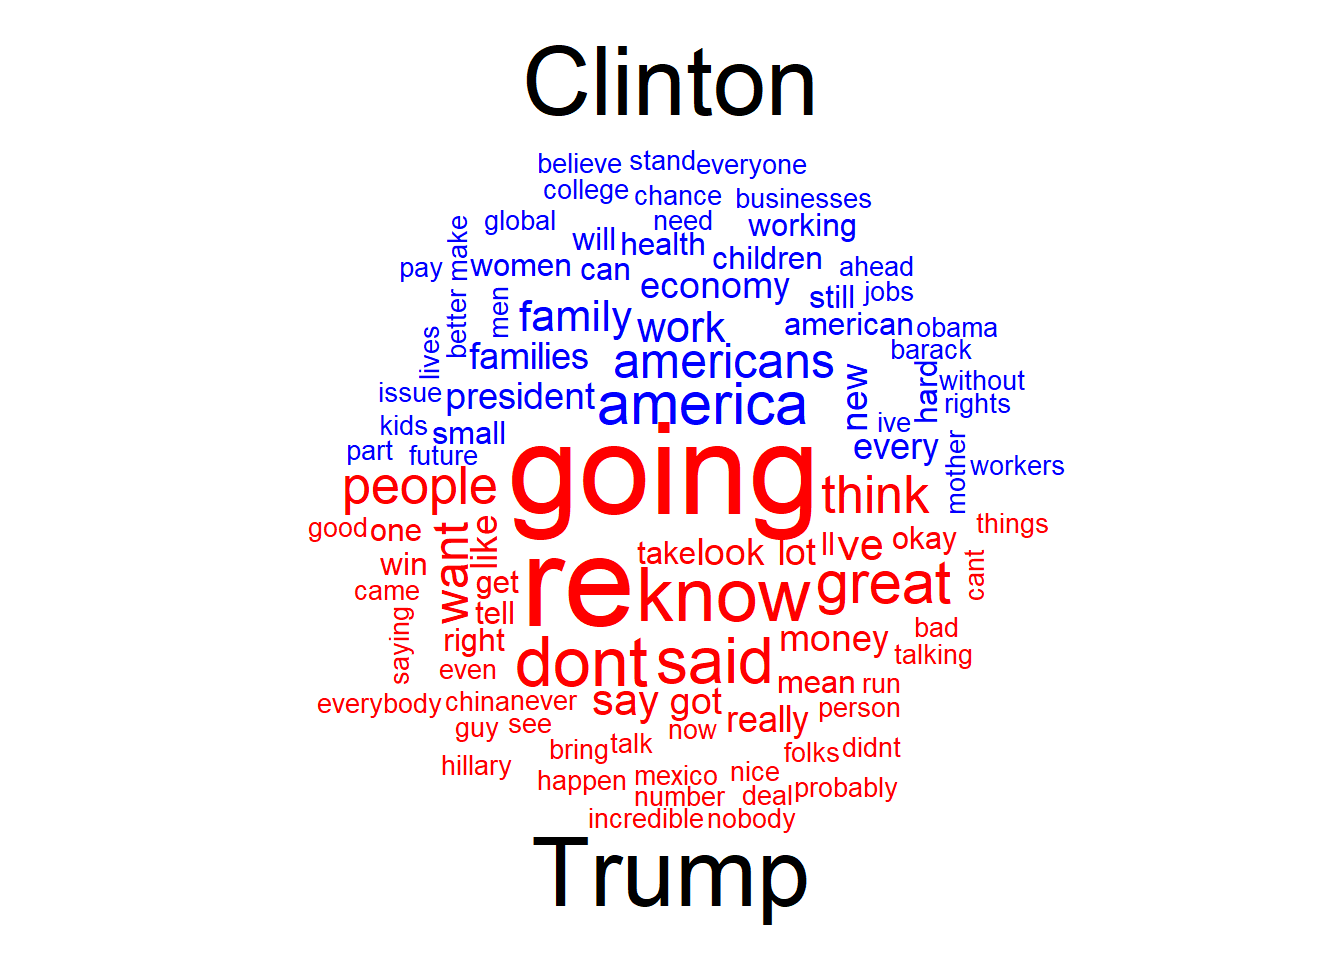 Clinton
believe stand everyone
college chance businesses
global need working
will health
make
pay women can children ahead
economy still jobs
better men family work american obama
lives families americans barack
issue president america new hard without
ive rights
kids small every
part future mother workers
people going think
good one want like things
take look lot ll ve okay
win get re know great cant
came tell
saying right dont said money bad
even talking
mean run
everybody china never say got really person
guy see now
bring talk folks didnt
hillary happen mexico nice
number deal probably
incredible nobody
Trump